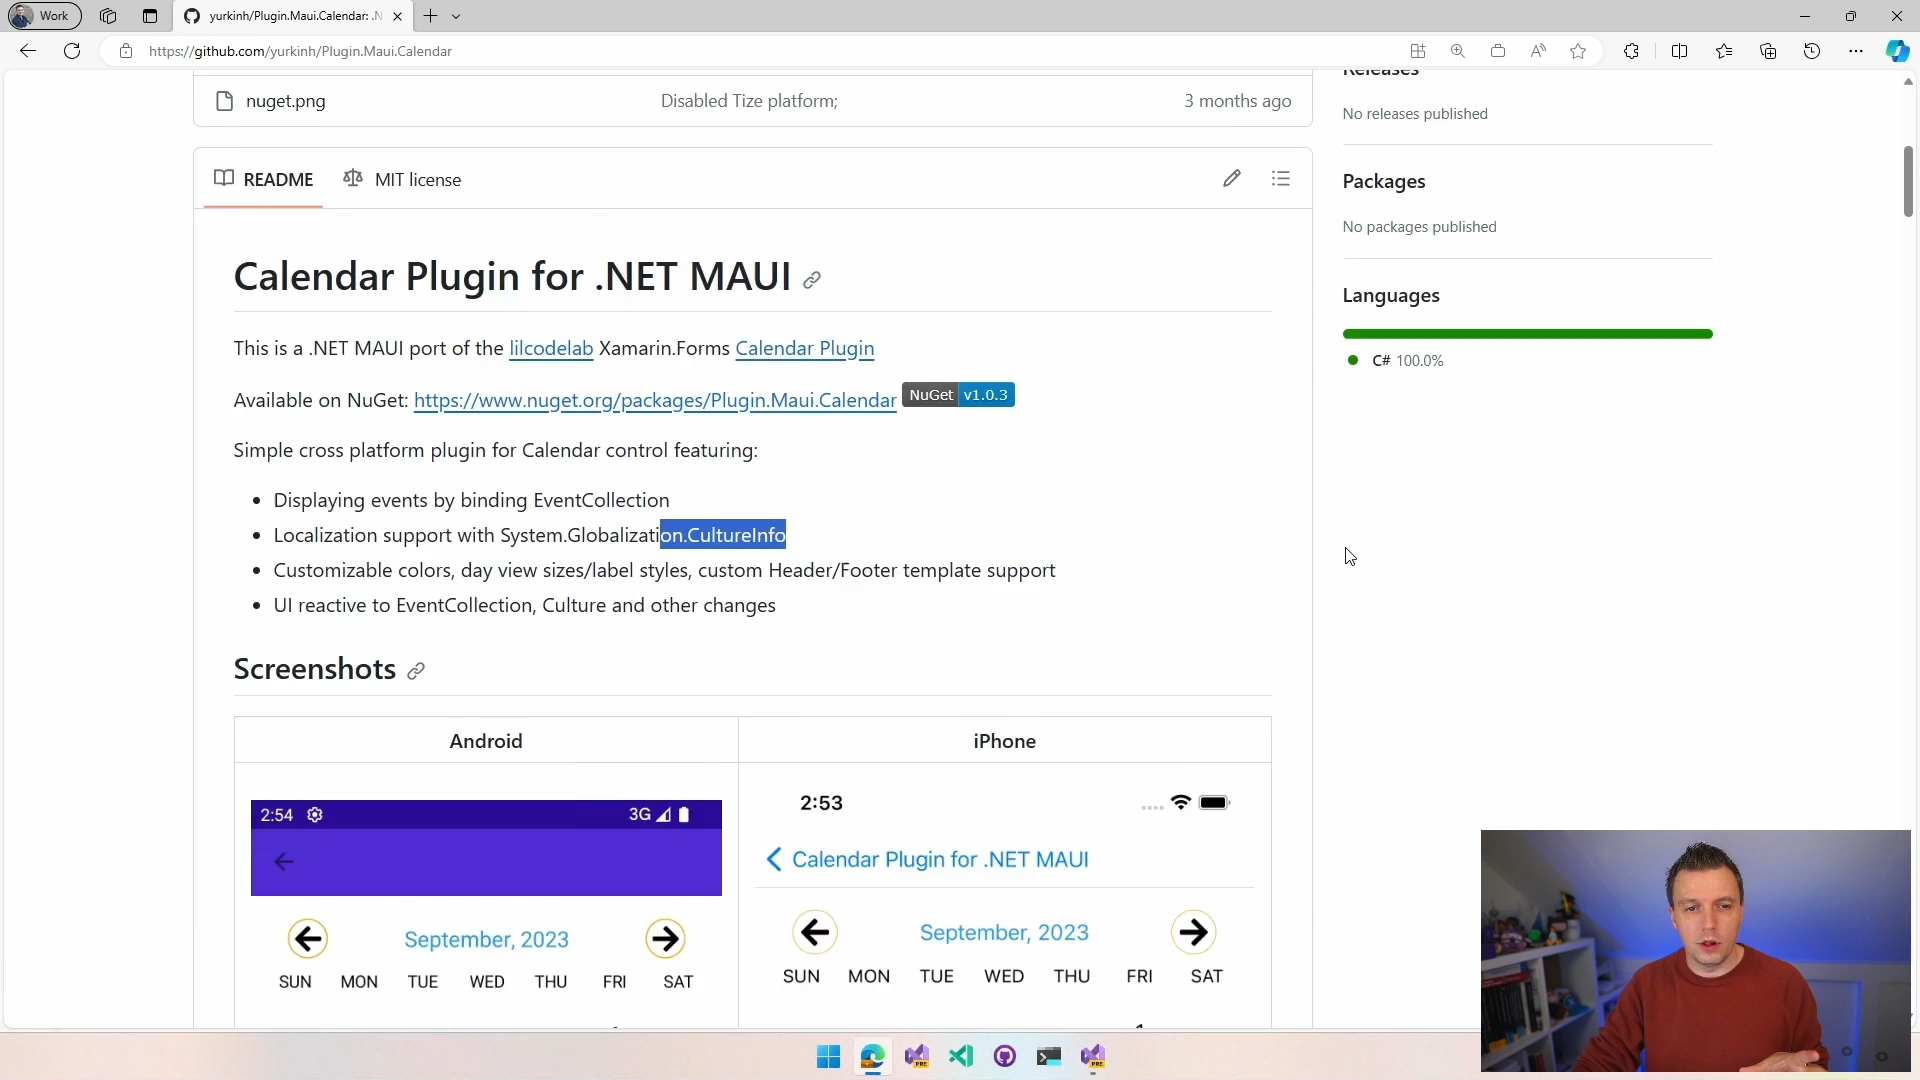 Work
yurkinh/Plugin.Maui.Calendar: .N
https://github.com/yurkinh/Plugin.Maui.Calendar
nuget.png
Disabled Tize platform;
3 months ago
Releases
No releases published
Packages
No packages published
Languages
C# 100.0%
README
MIT license
Calendar Plugin for .NET MAUI
This is a .NET MAUI port of the lilcodelab Xamarin.Forms Calendar Plugin
Available on NuGet: https://www.nuget.org/packages/Plugin.Maui.Calendar NuGet v1.0.3
Simple cross platform plugin for Calendar control featuring:
• Displaying events by binding EventCollection
• Localization support with System.Globalization.CultureInfo
• Customizable colors, day view sizes/label styles, custom Header/Footer template support
• UI reactive to EventCollection, Culture and other changes
Screenshots
Android
iPhone
2:54
3G
September, 2023
SUN MON TUE WED THU FRI SAT
2:53
Calendar Plugin for .NET MAUI
September, 2023
SUN MON TUE WED THU FRI SAT
PRE
PRE